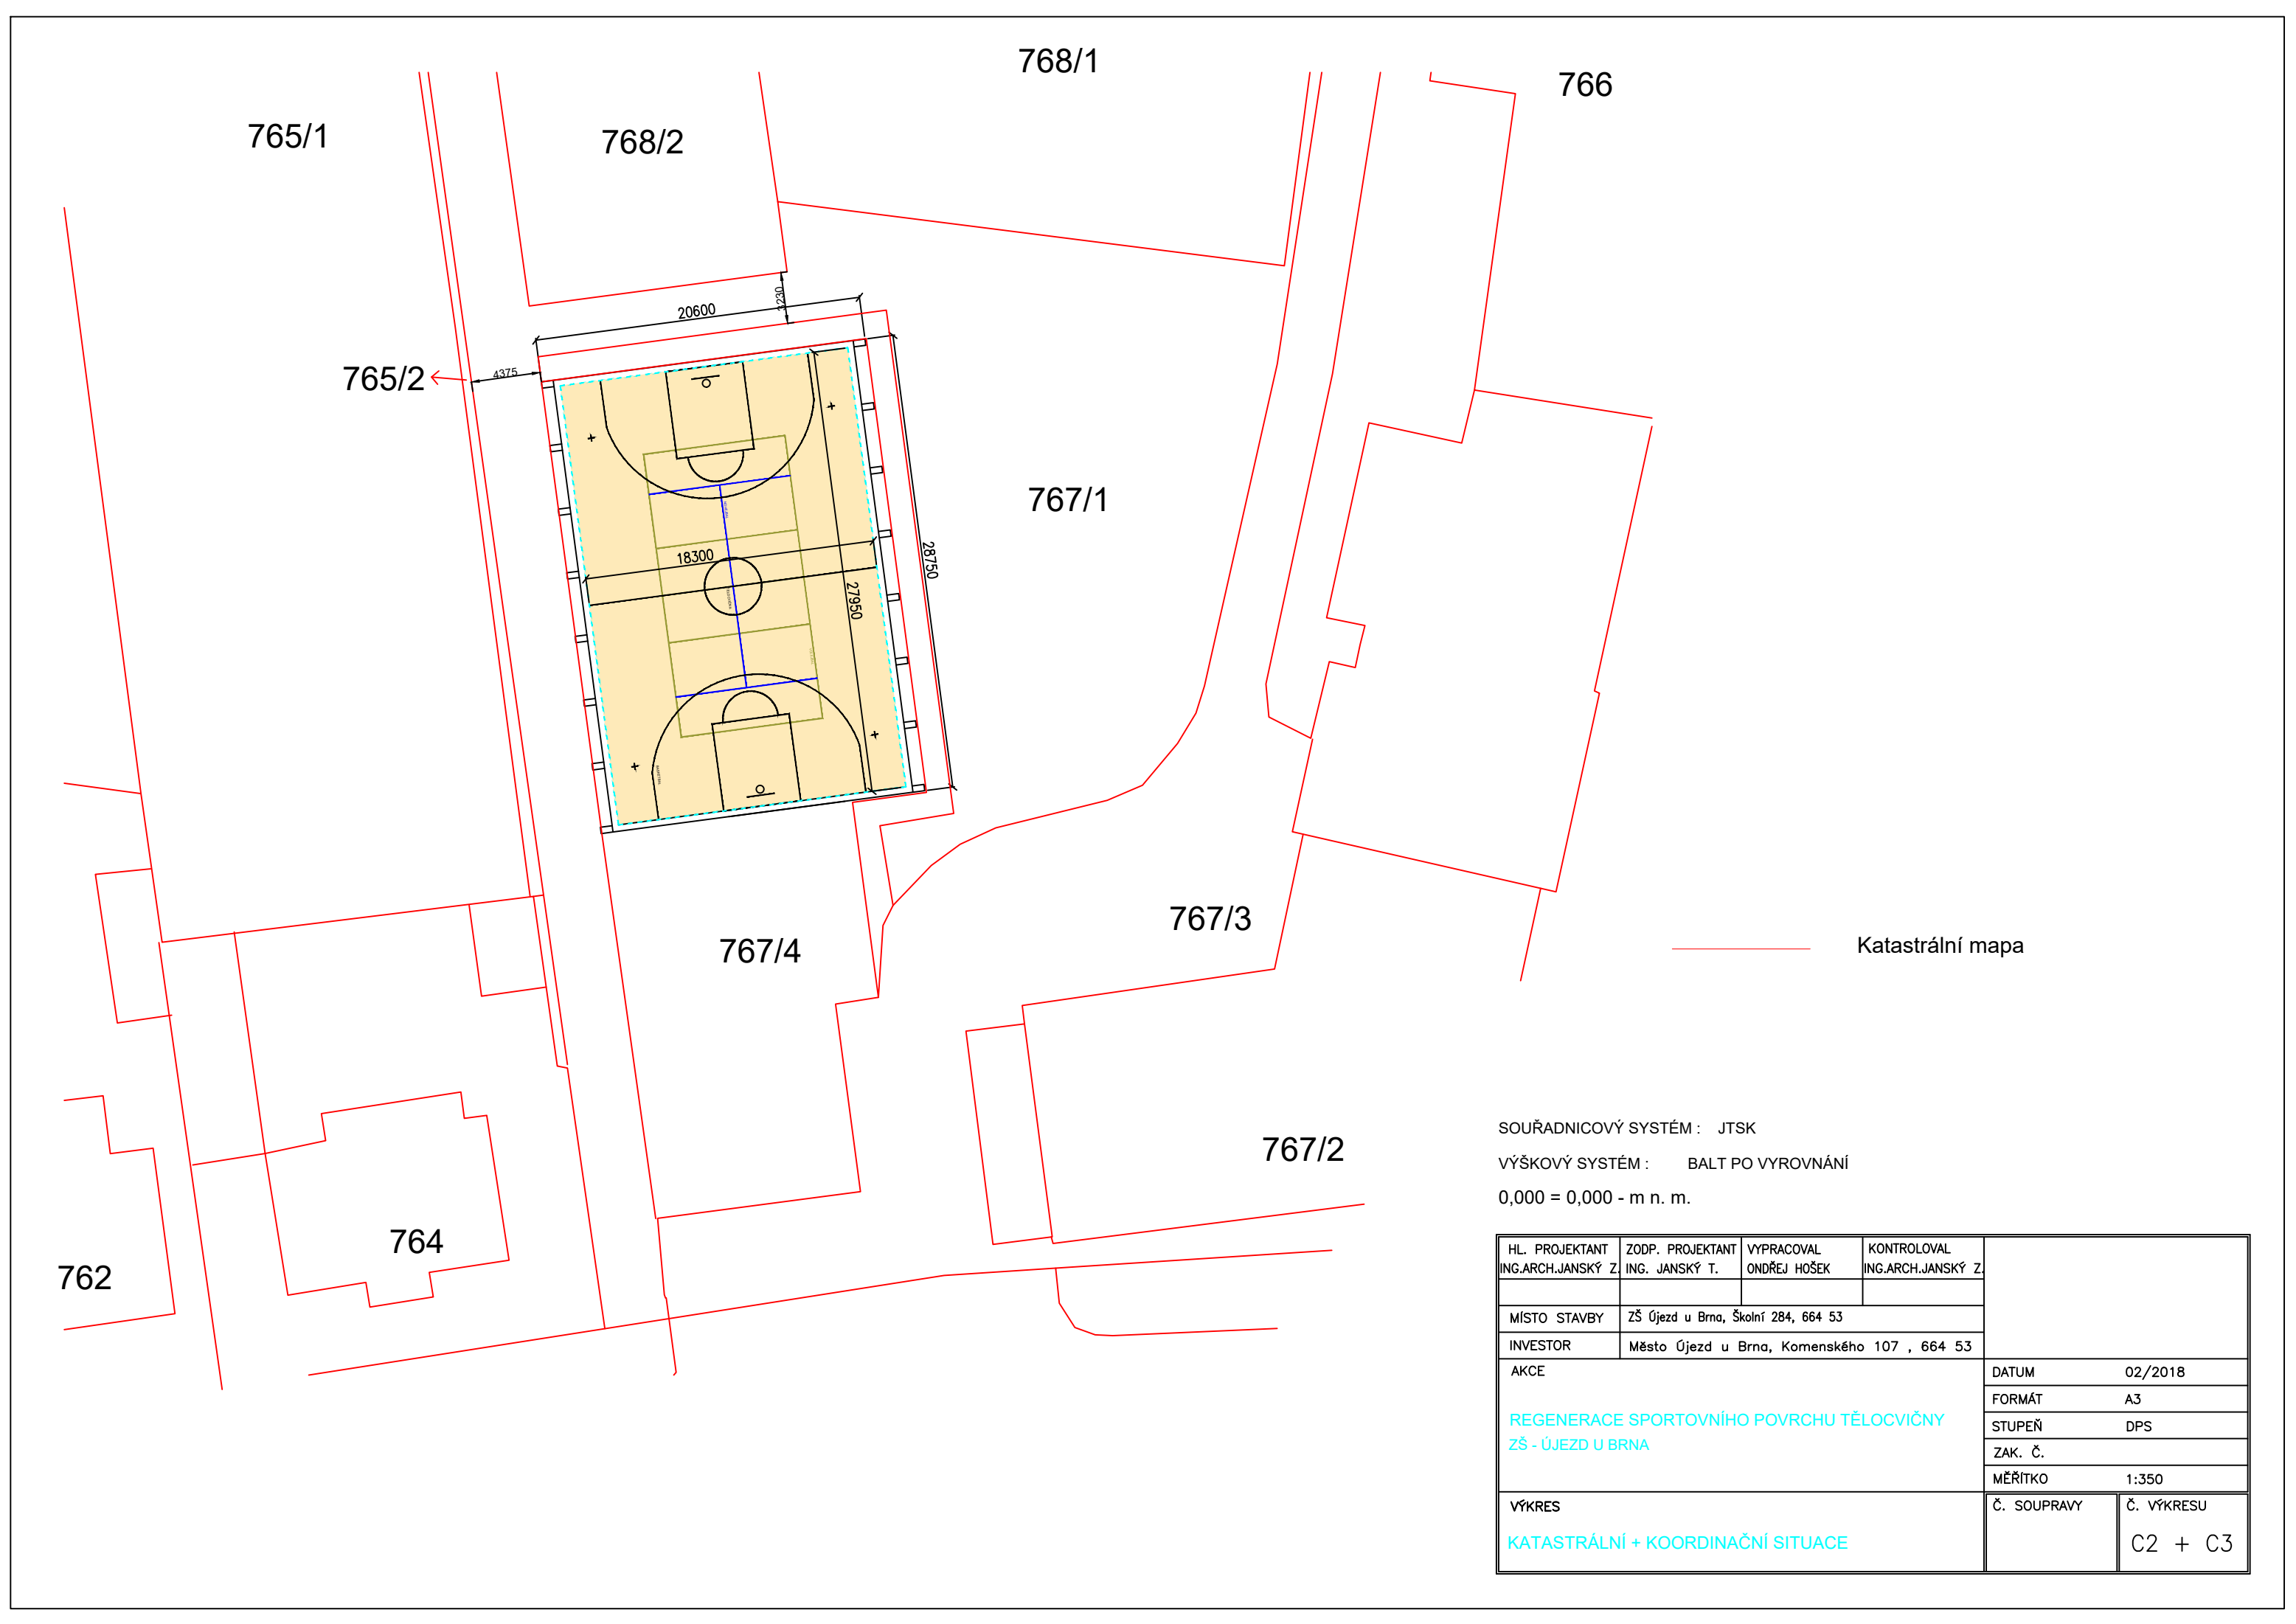 768/1
766
765/1
768/2
3230
20600
765/2
4375
767/1
18300
28750
27950
767/3
767/4
Katastrální mapa
767/2
764
762
SOUŘADNICOVÝ SYSTÉM : JTSK
VÝŠKOVÝ SYSTÉM : BALT PO VYROVNÁNÍ
0,000 = 0,000 - m n. m.
HL. PROJEKTANT ZODP. PROJEKTANT VYPRACOVAL KONTROLOVAL
ING.ARCH.JANSKÝ Z. ING. JANSKÝ T. ONDŘEJ HOŠEK ING.ARCH.JANSKÝ Z.
MÍSTO STAVBY ZŠ Újezd u Brna, Školní 284, 664 53
INVESTOR Město Újezd u Brna, Komenského 107 , 664 53
AKCE
REGENERACE SPORTOVNÍHO POVRCHU TĚLOCVIČNY
ZŠ - ÚJEZD U BRNA
DATUM 02/2018
FORMÁT A3
STUPEŇ DPS
ZAK. Č.
MĚŘÍTKO 1:350
VÝKRES
KATASTRÁLNÍ + KOORDINAČNÍ SITUACE
Č. SOUPRAVY
Č. VÝKRESU
C2 + C3